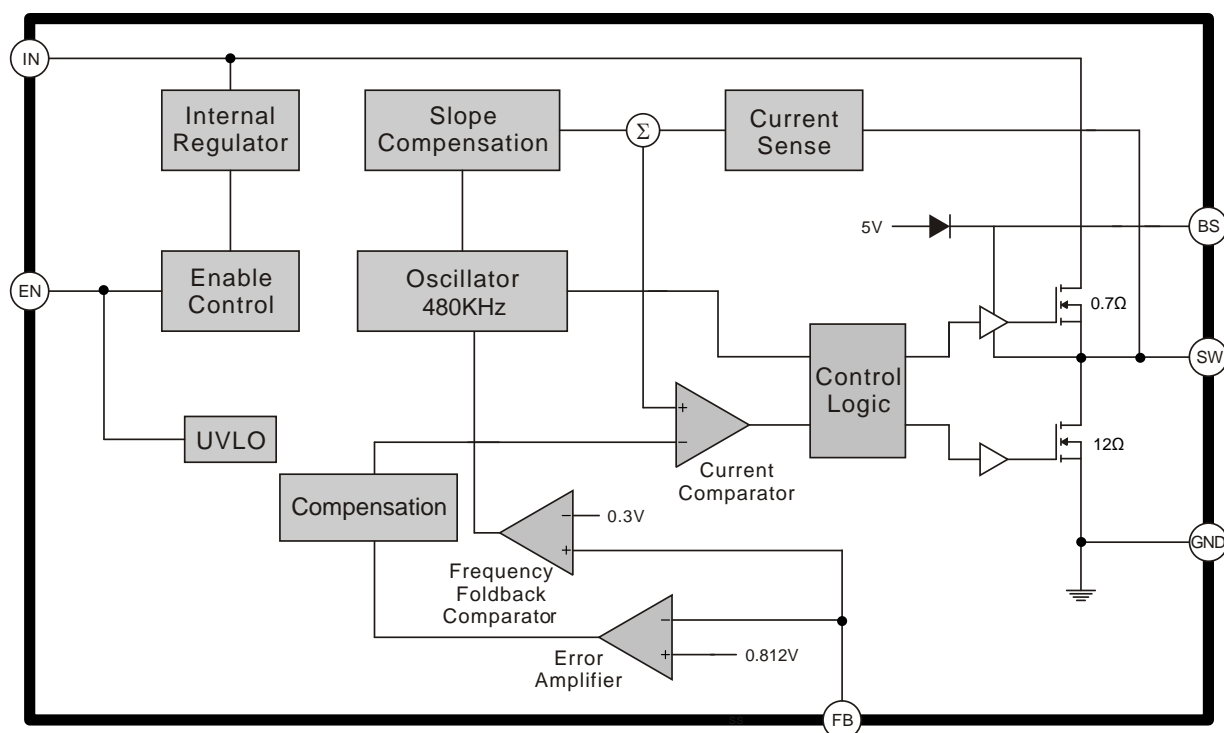 IN
Internal
Regulator
Slope
Compensation
Σ
Current
Sense
5V
BS
EN
Enable
Control
Oscillator
480KHz
0.7Ω
SW
Control
Logic
UVLO
+
−
Current
Comparator
12Ω
Compensation
−
0.3V
+
Frequency
Foldback
Comparator
GND
−
+
0.812V
Error
Amplifier
ss
FB